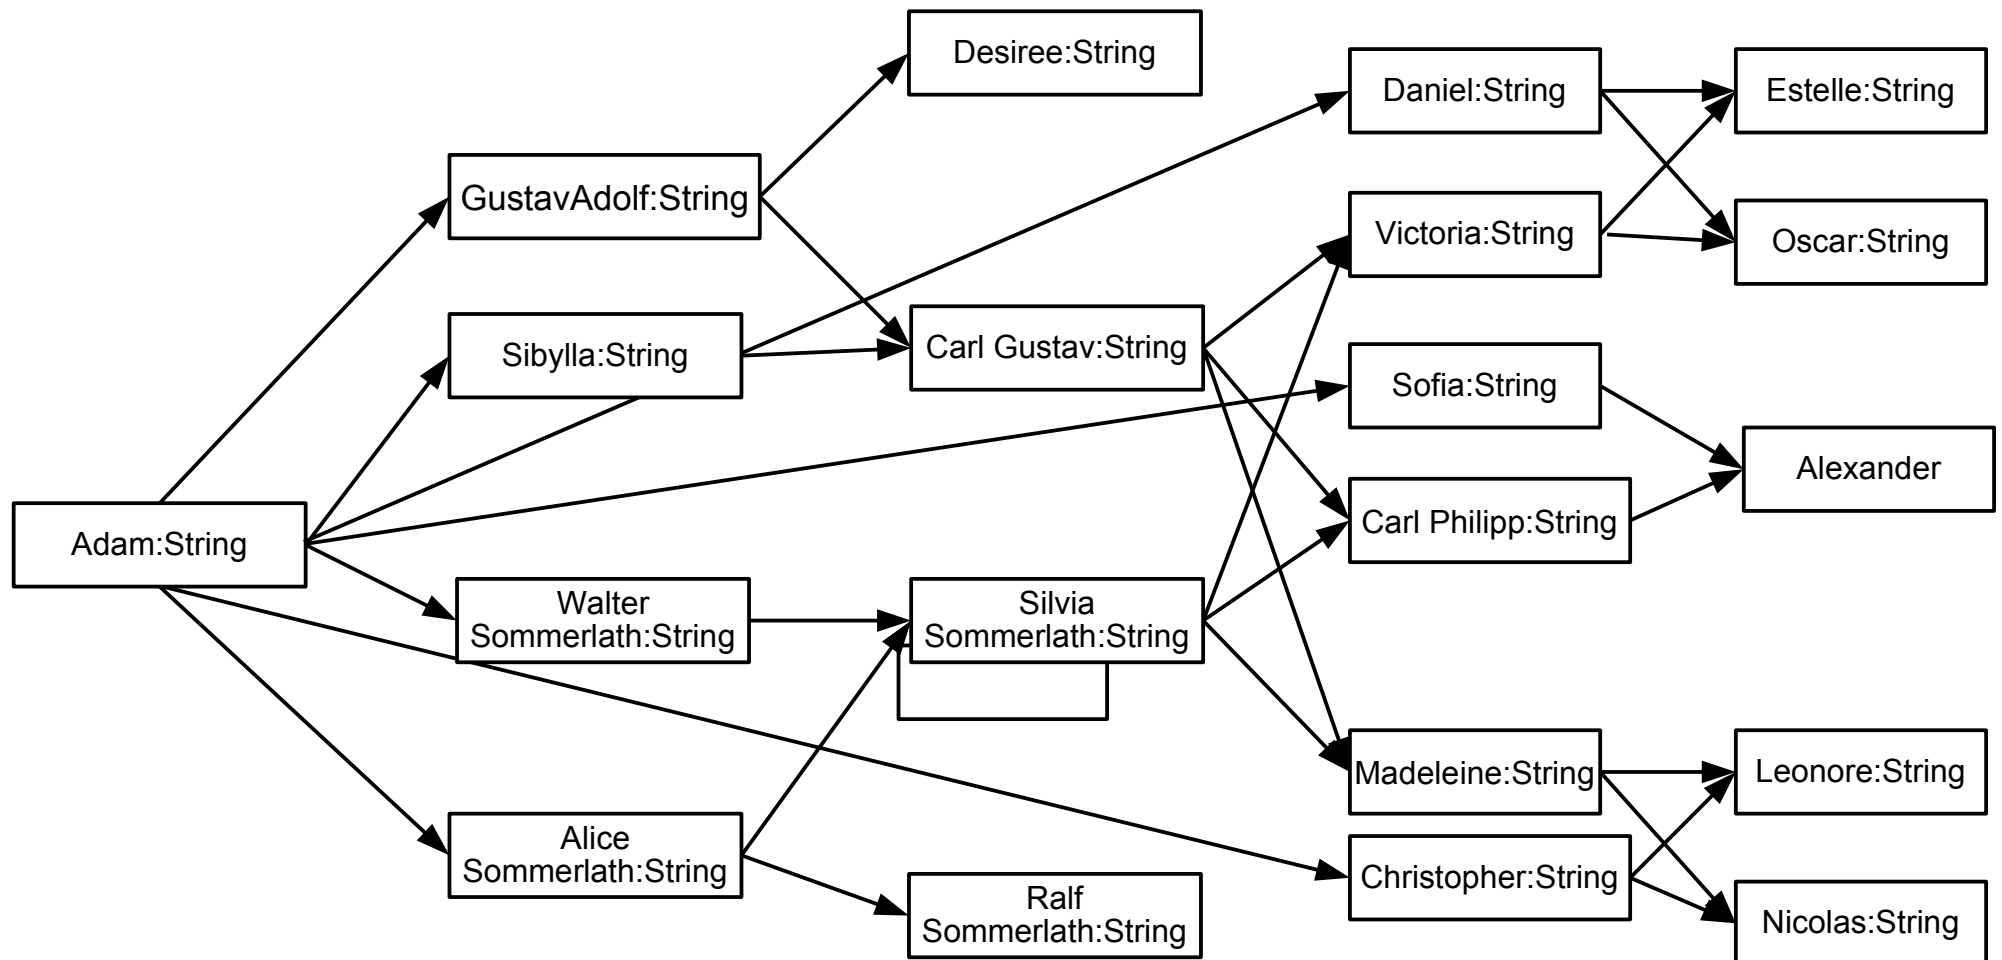 Desiree:String
Daniel:String
Estelle:String
GustavAdolf:String
Victoria:String
Oscar:String
Sibylla:String
Carl Gustav:String
Sofia:String
Alexander
Adam:String
Carl Philipp:String
Walter
Sommerlath:String
Silvia
Sommerlath:String
Madeleine:String
Leonore:String
Alice
Sommerlath:String
Christopher:String
Ralf
Sommerlath:String
Nicolas:String